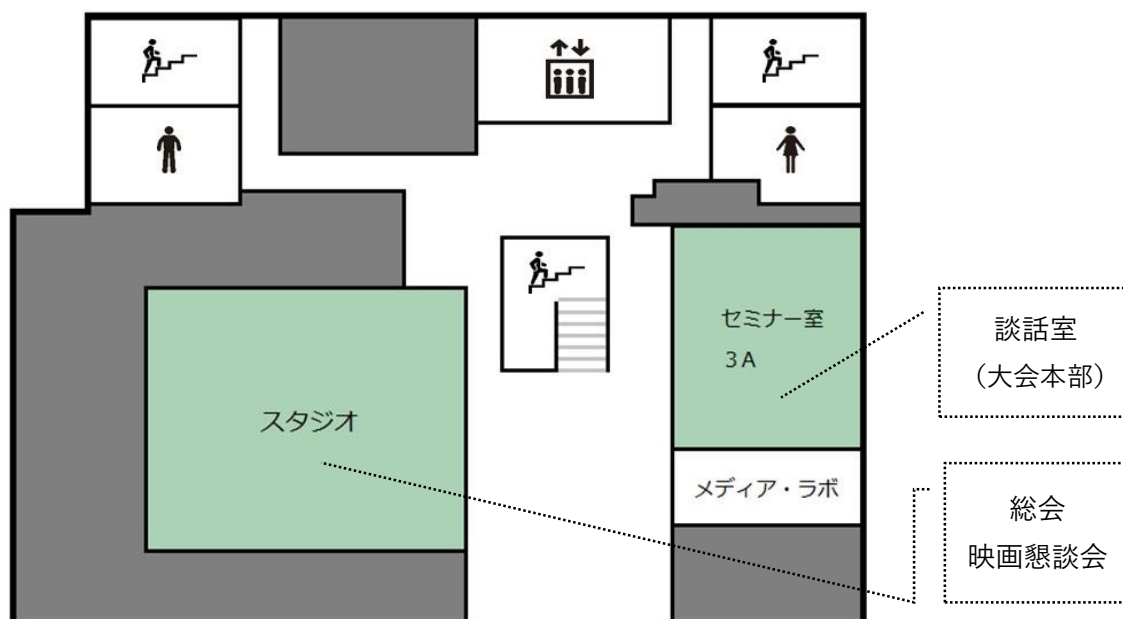 セミナー室
３A
談話室
（大会本部）
スタジオ
メディア・ラボ
総会
映画懇談会